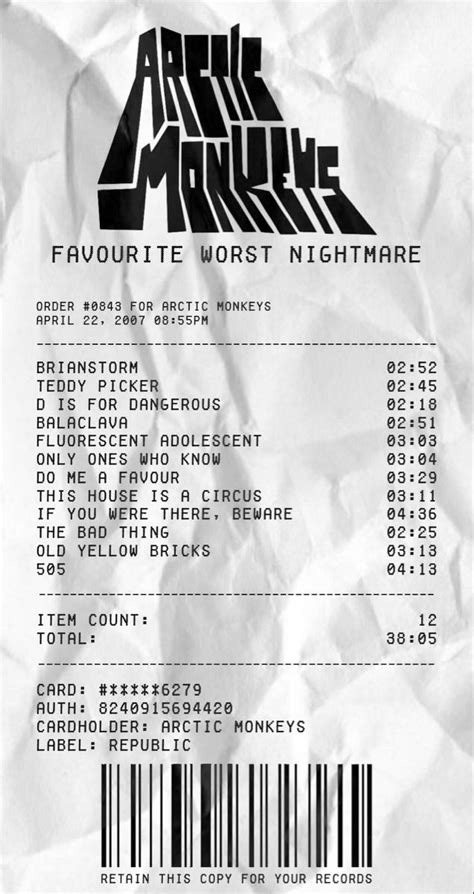 ARCTIC
MONKEYS
FAVOURITE WORST NIGHTMARE
ORDER #0843 FOR ARCTIC MONKEYS
APRIL 22, 2007 08:55PM
BRIANSTORM 02:52
TEDDY PICKER 02:45
D IS FOR DANGEROUS 02:18
BALACLAVA 02:51
FLUORESCENT ADOLESCENT 03:03
ONLY ONES WHO KNOW 03:04
DO ME A FAVOUR 03:29
THIS HOUSE IS A CIRCUS 03:11
IF YOU WERE THERE, BEWARE 04:36
THE BAD THING 02:25
OLD YELLOW BRICKS 03:13
505 04:13
ITEM COUNT: 12
TOTAL: 38:05
CARD: #*****6279
AUTH: 8240915694420
CARDHOLDER: ARCTIC MONKEYS
LABEL: REPUBLIC
RETAIN THIS COPY FOR YOUR RECORDS